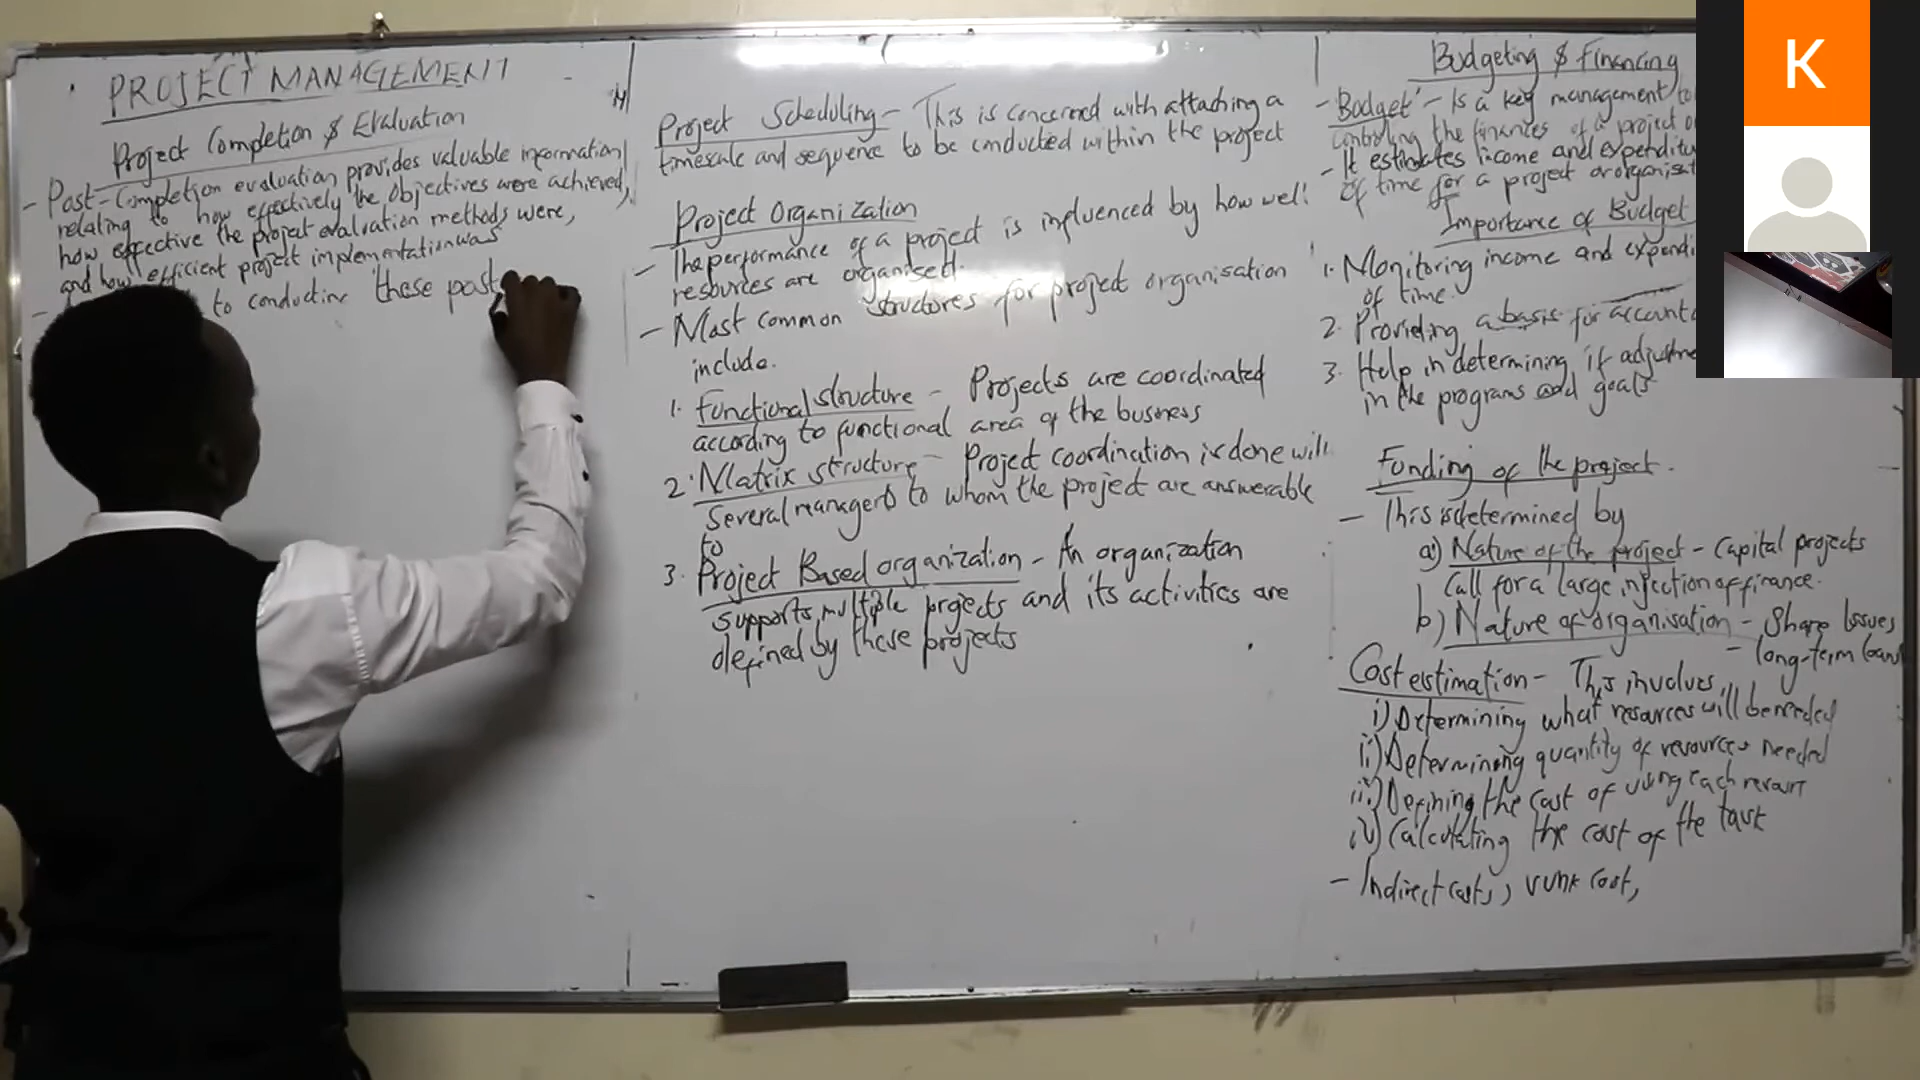 PROJECT MANAGEMENT
Project Completion & Evaluation
- Post-Completion evaluation provides valuable information
relating to how effectively the objectives were achieved,
how effective the project evaluation methods were,
and how efficient project implementation was
to conducting these post
Project Scheduling - This is concerned with attaching a
timescale and sequence to be conducted within the project
Project Organization
- The performance of a project is influenced by how well
resources are organised.
- Most common structures for project organisation
include.
1. Functional structure - Projects are coordinated
according to functional area of the business
2. Matrix structure - Project coordination is done with
several managers to whom the project are answerable
to
3. Project Based organization - An organization
supports multiple projects and its activities are
defined by these projects
Budgeting & Financing
- Budget - Is a key management to
controling the finances of a project o
- It estimates income and expenditu
of time for a project or organisat
Importance of Budget
1. Monitoring income and expendi
of time.
2. Providing a basis for account
3. Help in determining if adjustme
in the programs and goals
Funding of the project.
- This is determined by
a) Nature of the project - Capital projects
Call for a large injection of finance.
b) Nature of organisation - Share Issues
- long-term loans
Cost estimation - This involves
i) Determining what resources will be needed
ii) Determining quantity of resources needed
iii) Defining the cost of using each
iv) Calculating the cost of the task
- Indirect costs, sunk cost,
K